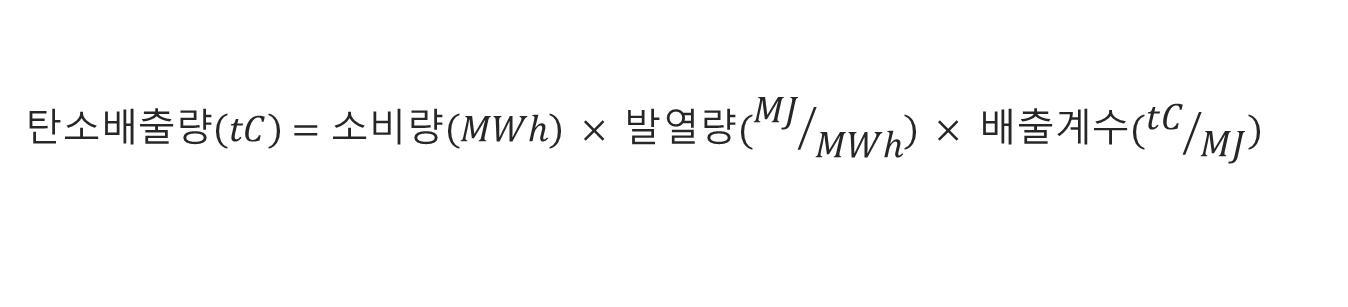 탄소배출량(tC) = 소비량(MWh) × 발열량(MJ/MWh) × 배출계수(tC/MJ)